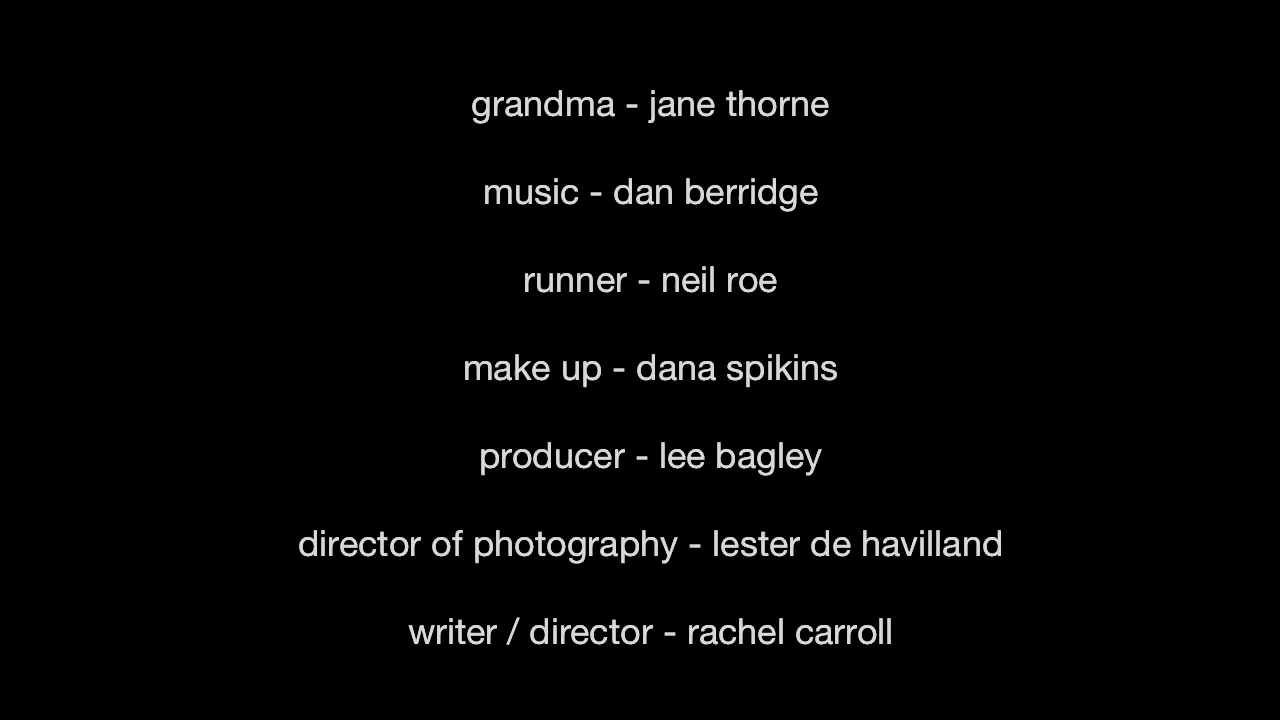 grandma - jane thorne
music - dan berridge
runner - neil roe
make up - dana spikins
producer - lee bagley
director of photography - lester de havilland
writer / director - rachel carroll